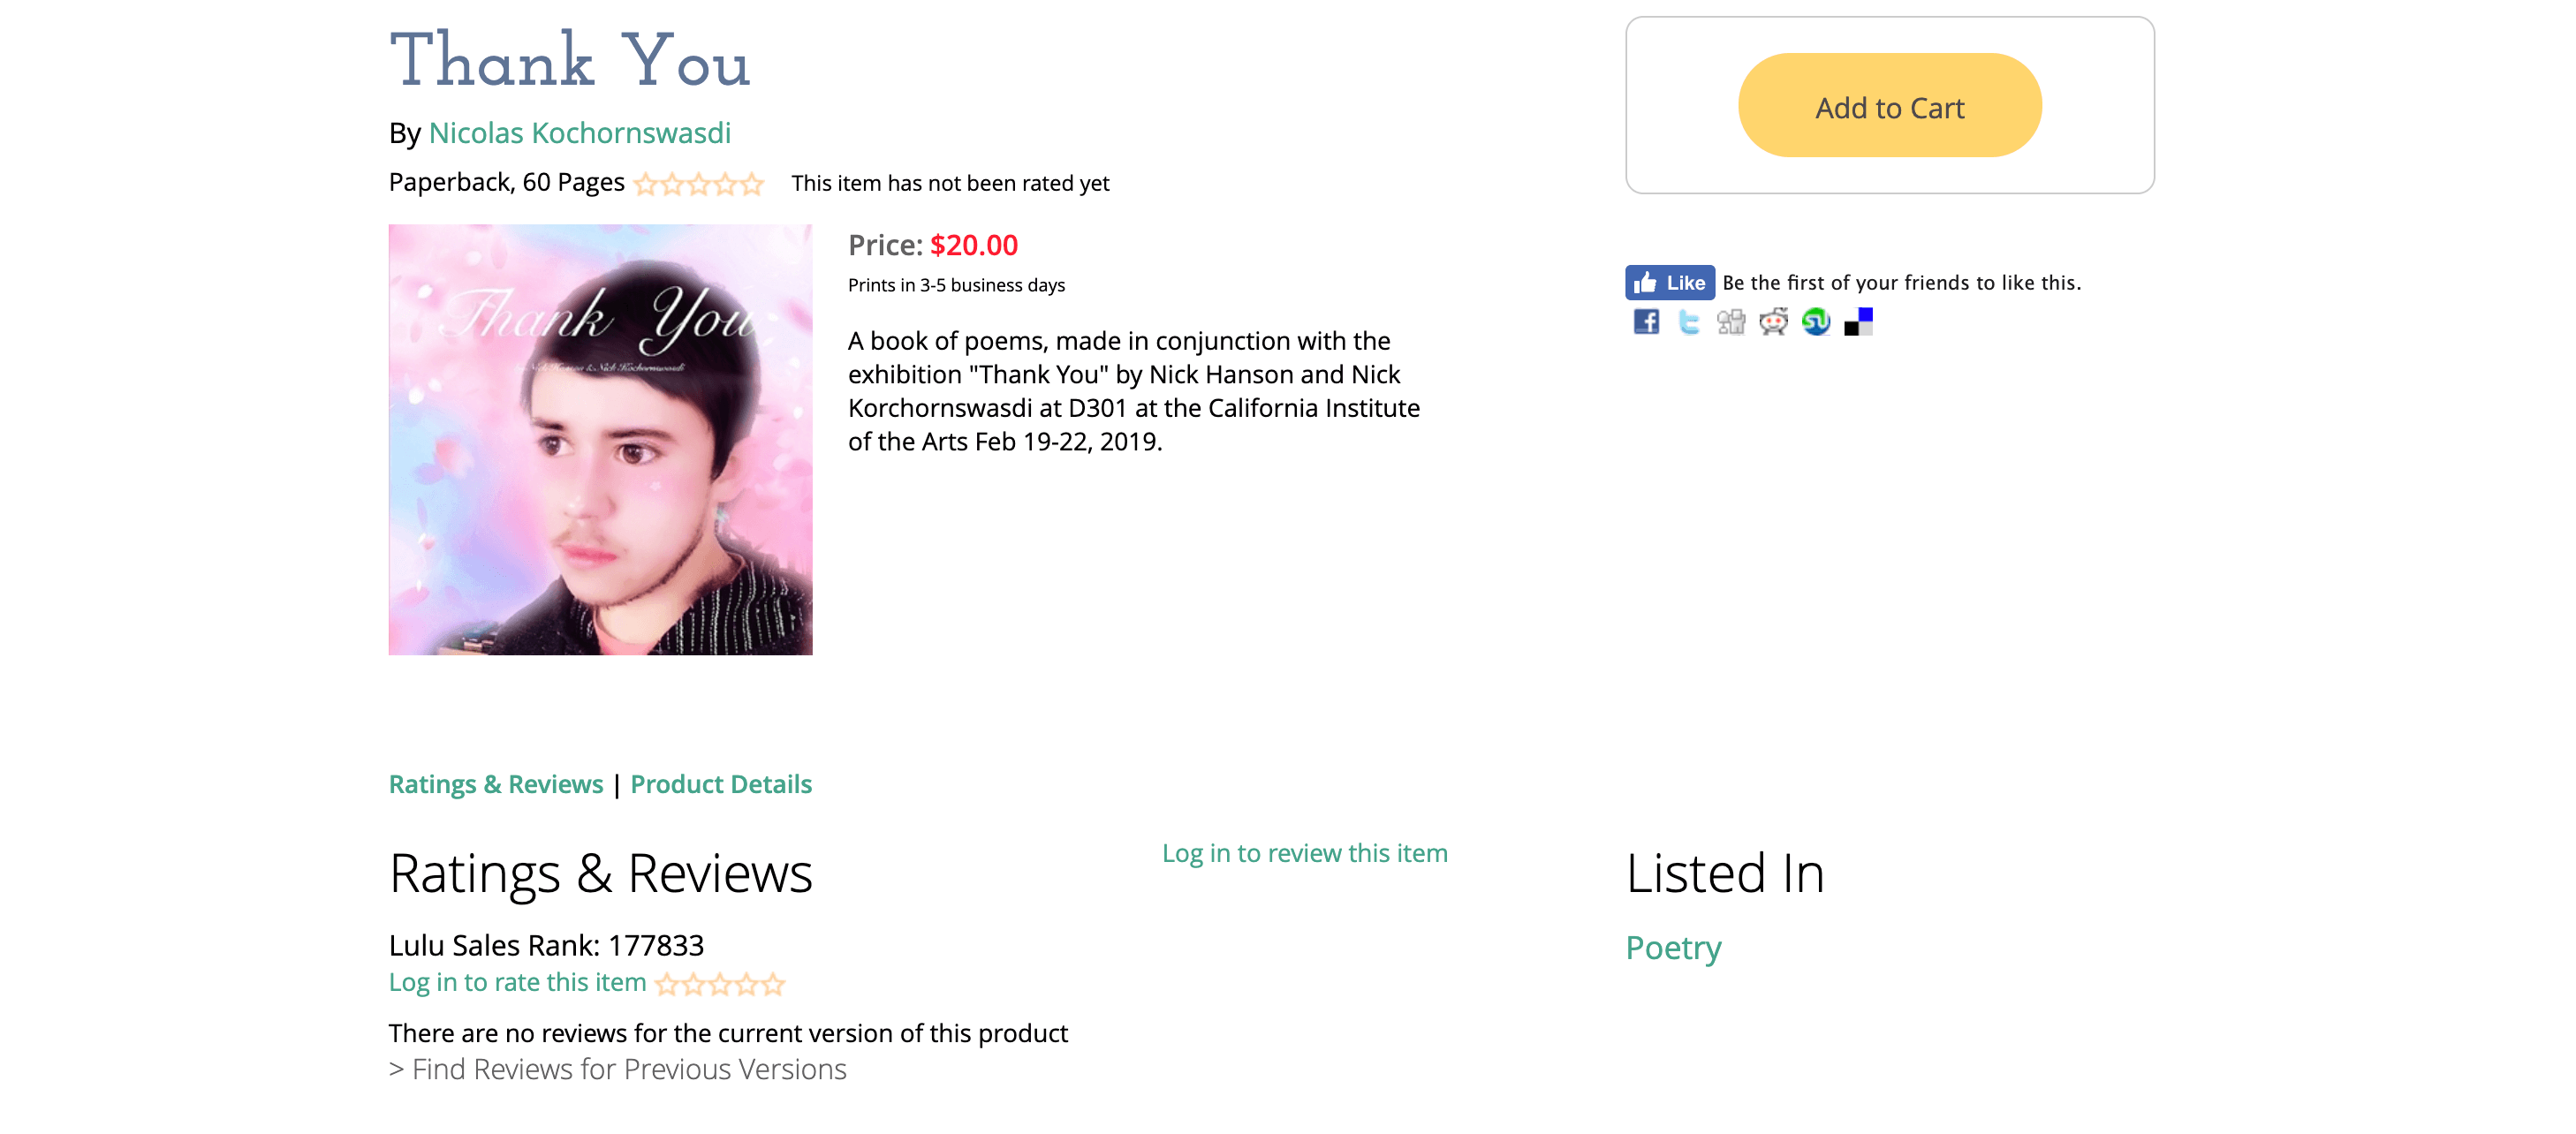 Thank You
By Nicolas Kochornswasdi
Paperback, 60 Pages
This item has not been rated yet
Thank You
Nick Hanson & Nick Kochornswasdi
Price: $20.00
Prints in 3-5 business days
A book of poems, made in conjunction with the
exhibition "Thank You" by Nick Hanson and Nick
Korchornswasdi at D301 at the California Institute
of the Arts Feb 19-22, 2019.
Add to Cart
Like Be the first of your friends to like this.
Ratings & Reviews | Product Details
Ratings & Reviews
Log in to review this item
Lulu Sales Rank: 177833
Log in to rate this item
There are no reviews for the current version of this product
> Find Reviews for Previous Versions
Listed In
Poetry